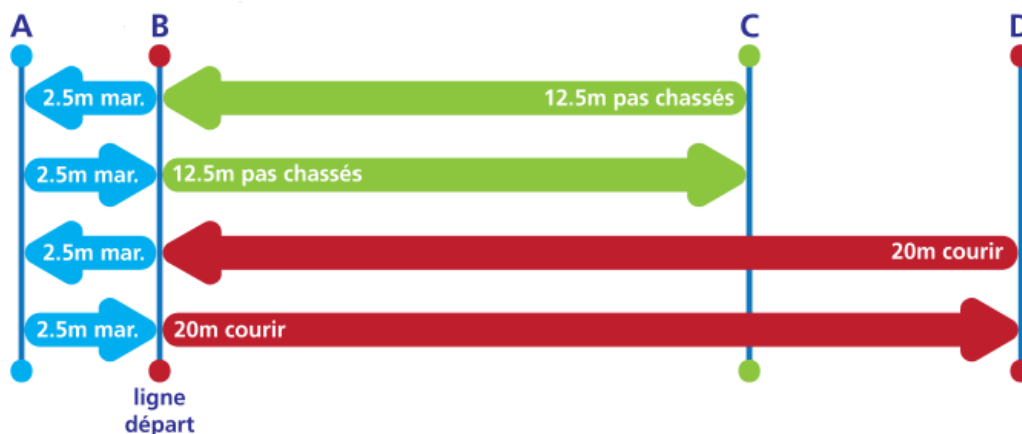 A B C D
2.5m mar. 12.5m pas chassés
2.5m mar. 12.5m pas chassés
2.5m mar. 20m courir
2.5m mar. 20m courir
ligne
départ